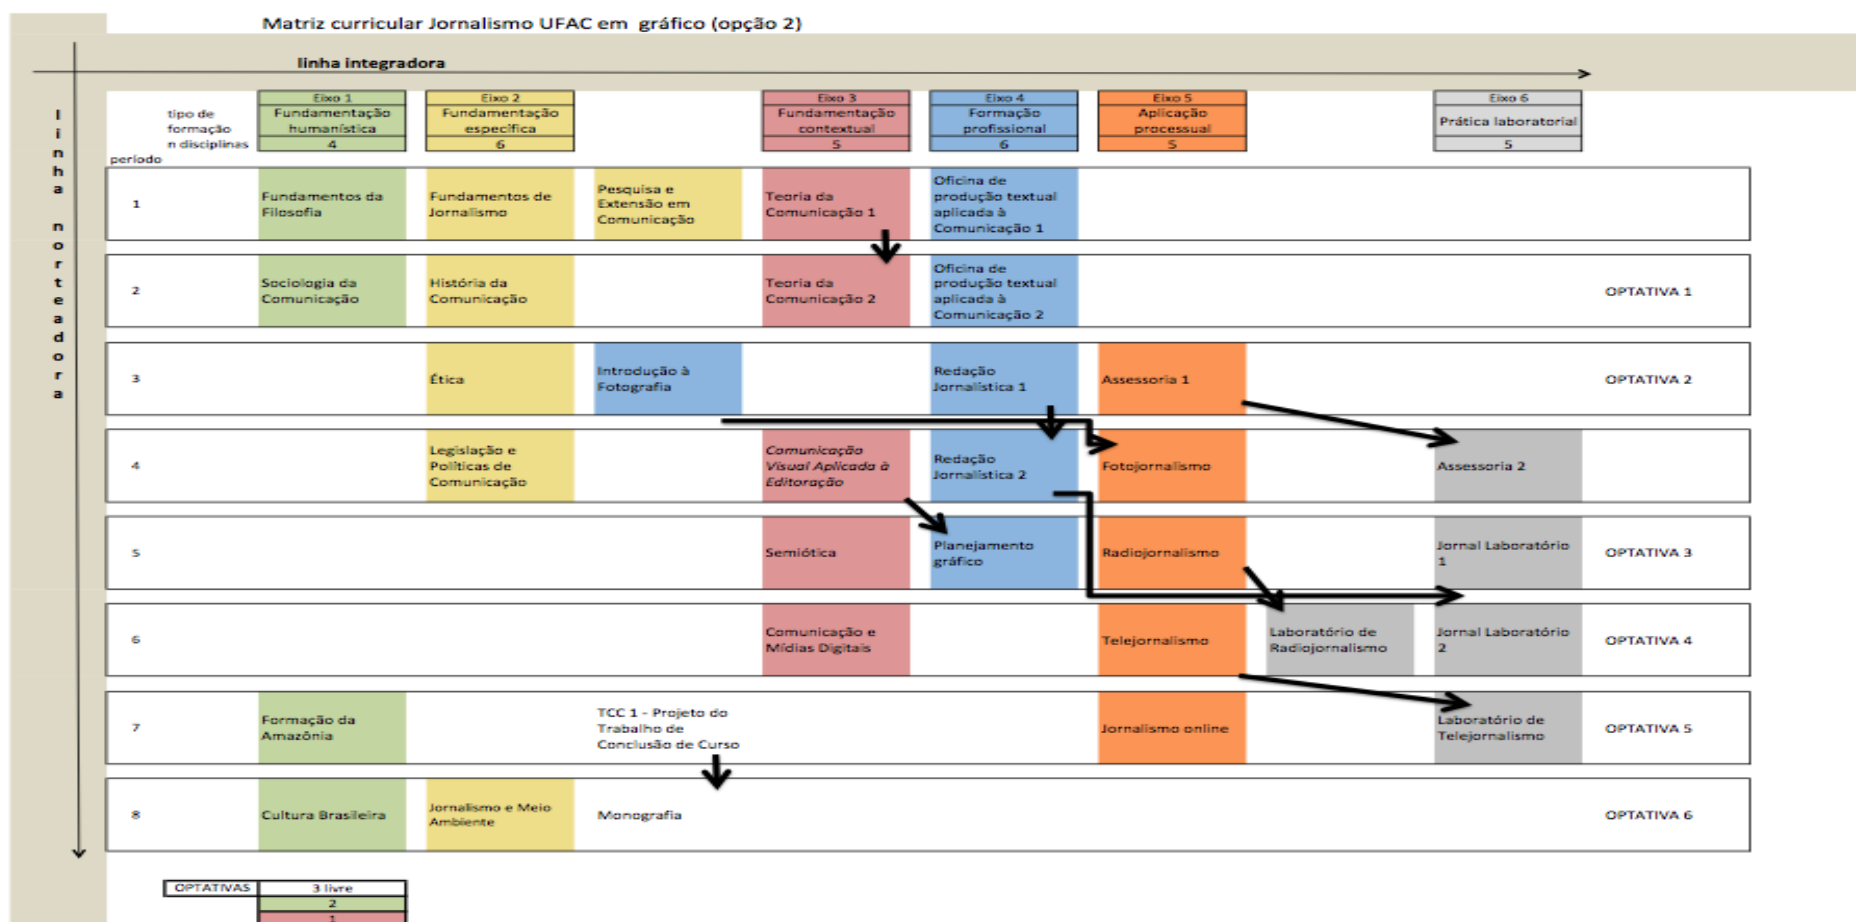 Matriz curricular Jornalismo UFAC em gráfico (opção 2)
linha integradora
linha norteadora
tipo de
formação
n disciplinas
período
Eixo 1
Fundamentação
humanística
4
Eixo 2
Fundamentação
específica
6
Eixo 3
Fundamentação
contextual
5
Eixo 4
Formação
profissional
6
Eixo 5
Aplicação
processual
5
Eixo 6
Prática laboratorial
5
1
Fundamentos da
Filosofia
Fundamentos de
Jornalismo
Pesquisa e
Extensão em
Comunicação
Teoria da
Comunicação 1
Oficina de
produção textual
aplicada à
Comunicação 1
2
Sociologia da
Comunicação
História da
Comunicação
Teoria da
Comunicação 2
Oficina de
produção textual
aplicada à
Comunicação 2
OPTATIVA 1
3
Ética
Introdução à
Fotografia
Redação
Jornalística 1
Assessoria 1
OPTATIVA 2
4
Legislação e
Políticas de
Comunicação
Comunicação
Visual Aplicada à
Editoração
Redação
Jornalística 2
Fotojornalismo
Assessoria 2
5
Semiótica
Planejamento
gráfico
Radiojornalismo
Jornal Laboratório
1
OPTATIVA 3
6
Comunicação e
Mídias Digitais
Telejornalismo
Laboratório de
Radiojornalismo
Jornal Laboratório
2
OPTATIVA 4
7
Formação da
Amazônia
TCC 1 - Projeto do
Trabalho de
Conclusão de Curso
Jornalismo online
Laboratório de
Telejornalismo
OPTATIVA 5
8
Cultura Brasileira
Jornalismo e Meio
Ambiente
Monografia
OPTATIVA 6
OPTATIVAS
3 livre
2
1